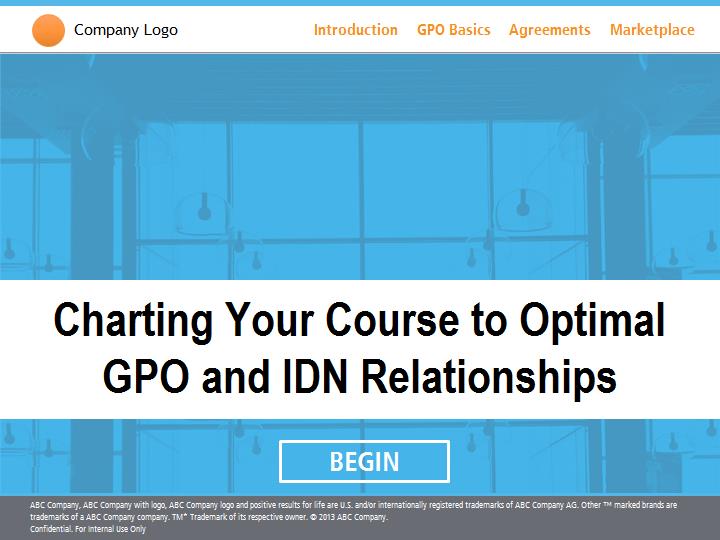 Company Logo
Introduction GPO Basics Agreements Marketplace
Charting Your Course to Optimal
GPO and IDN Relationships
BEGIN
ABC Company, ABC Company with logo, ABC Company logo and positive results for life are U.S. and/or internationally registered trademarks of ABC Company AG. Other ™ marked brands are
trademarks of a ABC Company company. TM* Trademark of its respective owner. © 2013 ABC Company.
Confidential. For Internal Use Only